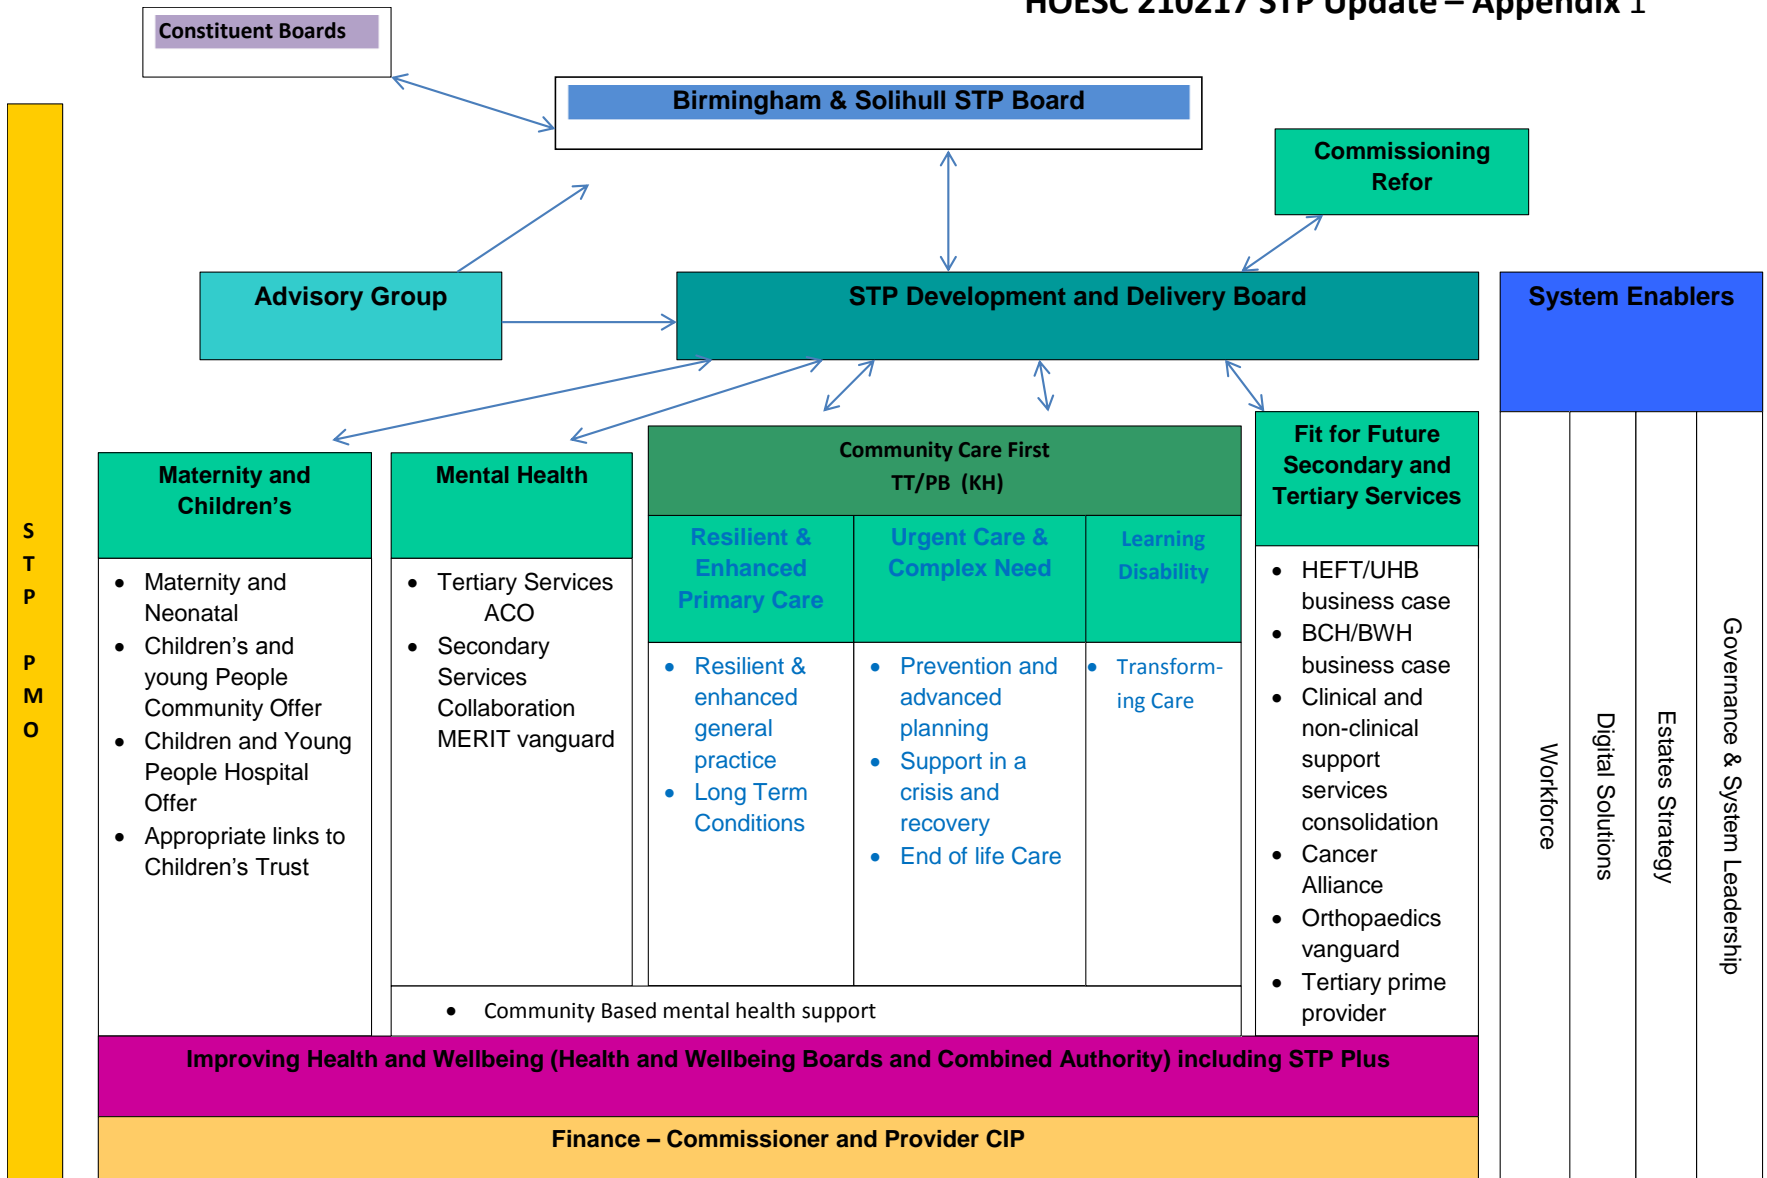 HOESC 210217 STP Update – Appendix 1
Constituent Boards
Birmingham & Solihull STP Board
Commissioning
Refor
Advisory Group
STP Development and Delivery Board
System Enablers
S
T
P
P
M
O
Maternity and
Children's
• Maternity and
Neonatal
• Children's and
young People
Community Offer
• Children and Young
People Hospital
Offer
• Appropriate links to
Children's Trust
Mental Health
• Tertiary Services
ACO
• Secondary
Services
Collaboration
MERIT vanguard
Community Care First
TT/PB (KH)
Resilient &
Enhanced
Primary Care
• Resilient &
enhanced
general
practice
• Long Term
Conditions
Urgent Care &
Complex Need
• Prevention and
advanced
planning
• Support in a
crisis and
recovery
• End of life Care
Learning
Disability
• Transform-
ing Care
• Community Based mental health support
Fit for Future
Secondary and
Tertiary Services
• HEFT/UHB
business case
• BCH/BWH
business case
• Clinical and
non-clinical
support
services
consolidation
• Cancer
Alliance
• Orthopaedics
vanguard
• Tertiary prime
provider
Workforce
Digital Solutions
Estates Strategy
Governance & System Leadership
Improving Health and Wellbeing (Health and Wellbeing Boards and Combined Authority) including STP Plus
Finance – Commissioner and Provider CIP